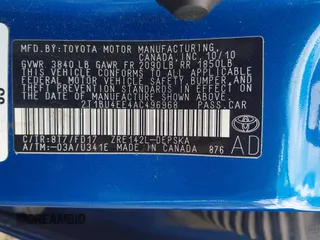 MFD.BY:TOYOTA MOTOR MANUFACTURING
CANADA,INC. 10/10
GVWR 3840 LB GAWR FR 2090LB RR 1850LB
THIS VEHICLE CONFORMS TO ALL APPLICABLE
FEDERAL MOTOR VEHICLE SAFETY, BUMPER, AND
THEFT PREVENTION STANDARDS IN EFFECT ON
THE DATE OF MANUFACTURE SHOWN ABOVE.
2T1BU4EE4AC496968 PASS.CAR
C/TR:8T7/FD17 ZRE142L-DEPSKA
A/TM:-03A/U341E MADE IN CANADA 876
AD
DREAMBID